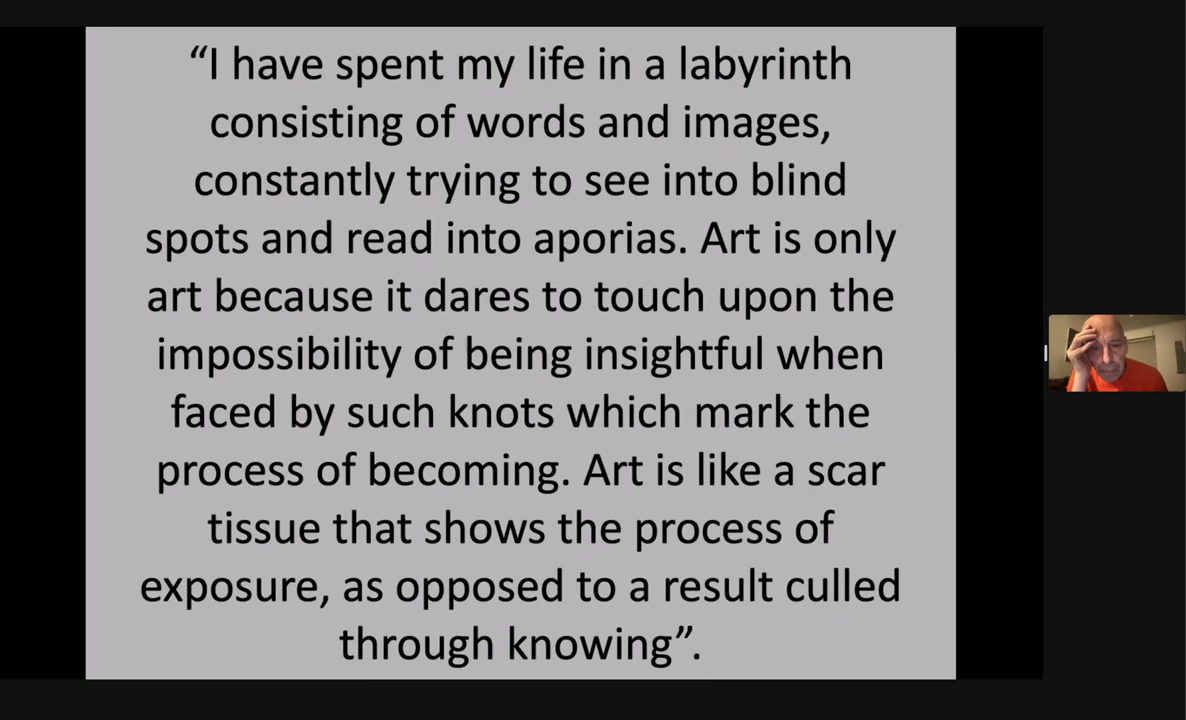 “I have spent my life in a labyrinth
consisting of words and images,
constantly trying to see into blind
spots and read into aporias. Art is only
art because it dares to touch upon the
impossibility of being insightful when
faced by such knots which mark the
process of becoming. Art is like a scar
tissue that shows the process of
exposure, as opposed to a result culled
through knowing”.